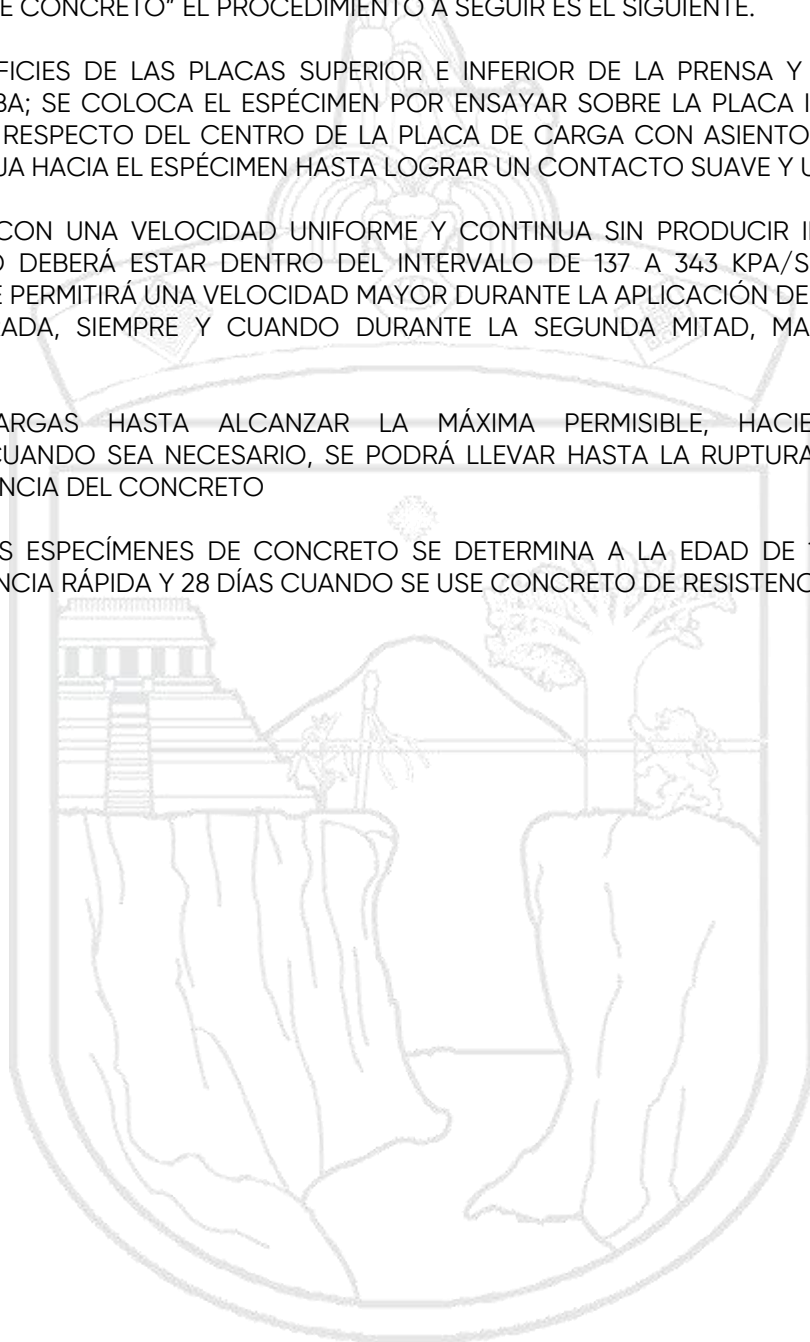 E CONCRETO” EL PROCEDIMIENTO A SEGUIR ES EL SIGUIENTE.
FICIES DE LAS PLACAS SUPERIOR E INFERIOR DE LA PRENSA Y
BA; SE COLOCA EL ESPÉCIMEN POR ENSAYAR SOBRE LA PLACA I
RESPECTO DEL CENTRO DE LA PLACA DE CARGA CON ASIENTO
JA HACIA EL ESPÉCIMEN HASTA LOGRAR UN CONTACTO SUAVE Y U
CON UNA VELOCIDAD UNIFORME Y CONTINUA SIN PRODUCIR I
O DEBERÁ ESTAR DENTRO DEL INTERVALO DE 137 A 343 KPA/S
E PERMITIRÁ UNA VELOCIDAD MAYOR DURANTE LA APLICACIÓN DE
RADA, SIEMPRE Y CUANDO DURANTE LA SEGUNDA MITAD, MA
ARGAS HASTA ALCANZAR LA MÁXIMA PERMISIBLE, HACIE
CUANDO SEA NECESARIO, SE PODRÁ LLEVAR HASTA LA RUPTURA
NCIA DEL CONCRETO
S ESPECÍMENES DE CONCRETO SE DETERMINA A LA EDAD DE 1
NCIA RÁPIDA Y 28 DÍAS CUANDO SE USE CONCRETO DE RESISTENC